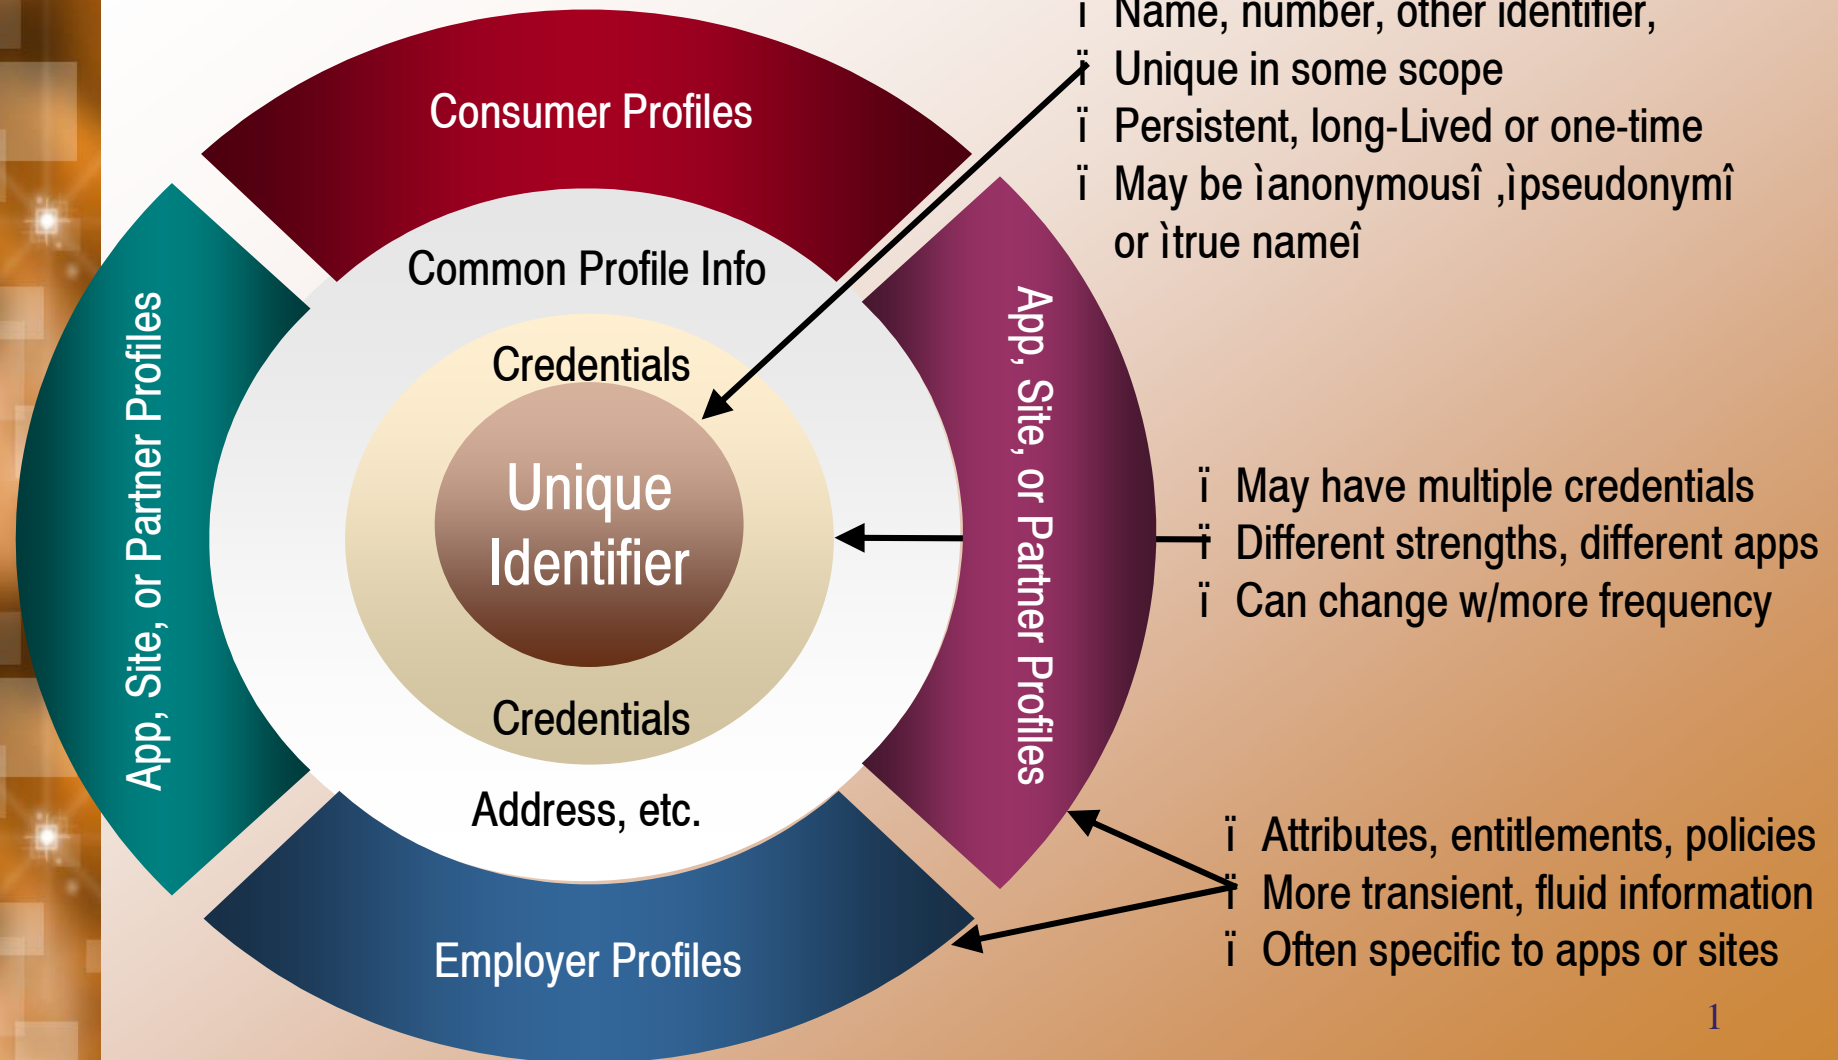 ï Name, number, other identifier,
ï Unique in some scope
ï Persistent, long-Lived or one-time
ï May be ìanonymousî ,ìpseudonymî
or ìtrue nameî
Consumer Profiles
Common Profile Info
Credentials
Unique
Identifier
Credentials
Address, etc.
Employer Profiles
App, Site, or Partner Profiles
App, Site, or Partner Profiles
ï May have multiple credentials
ï Different strengths, different apps
ï Can change w/more frequency
ï Attributes, entitlements, policies
ï More transient, fluid information
ï Often specific to apps or sites
1